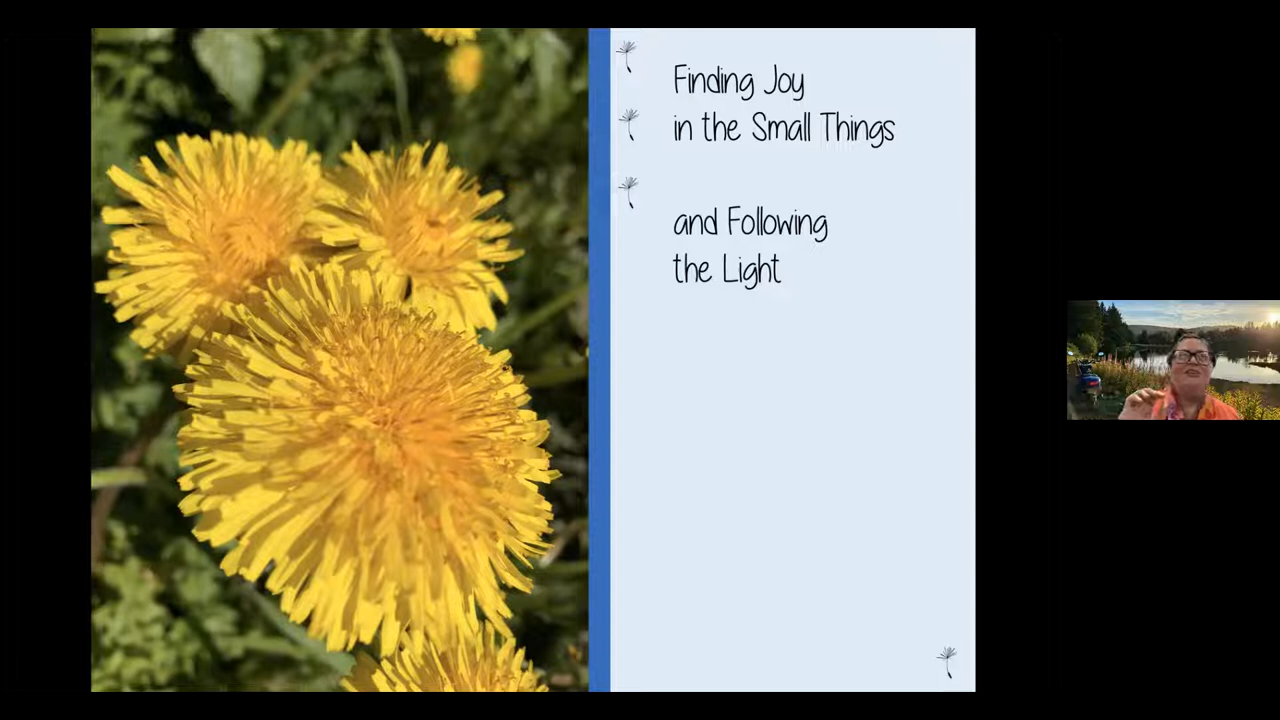 Finding Joy
in the Small Things
and Following
the Light